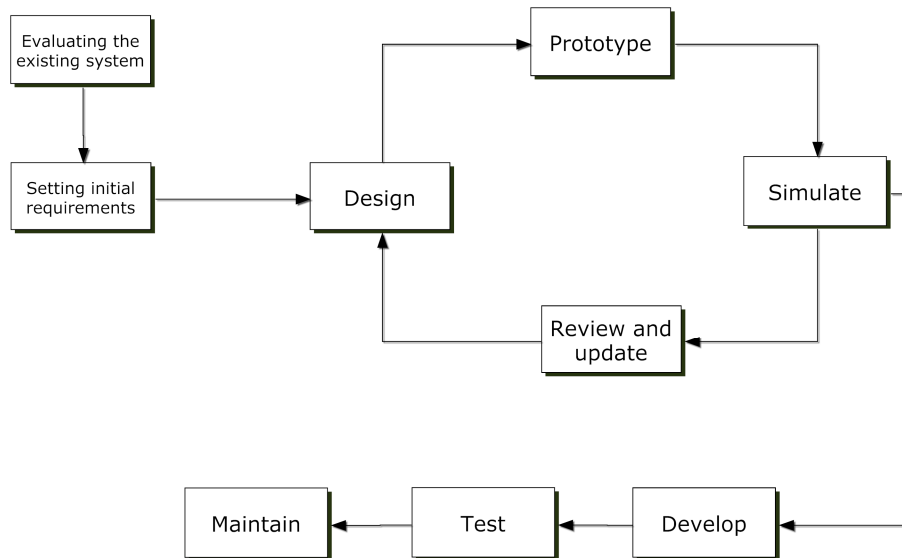 Evaluating the
existing system
Prototype
Setting initial
requirements
Design
Simulate
Review and
update
Maintain
Test
Develop